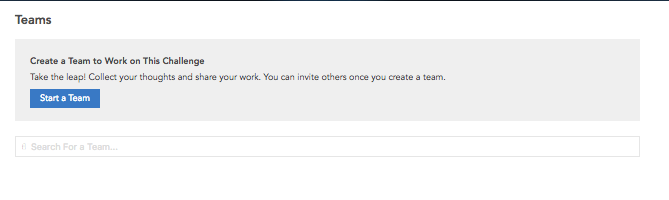 Teams
Create a Team to Work on This Challenge
Take the leap! Collect your thoughts and share your work. You can invite others once you create a team.
Start a Team
Search For a Team...